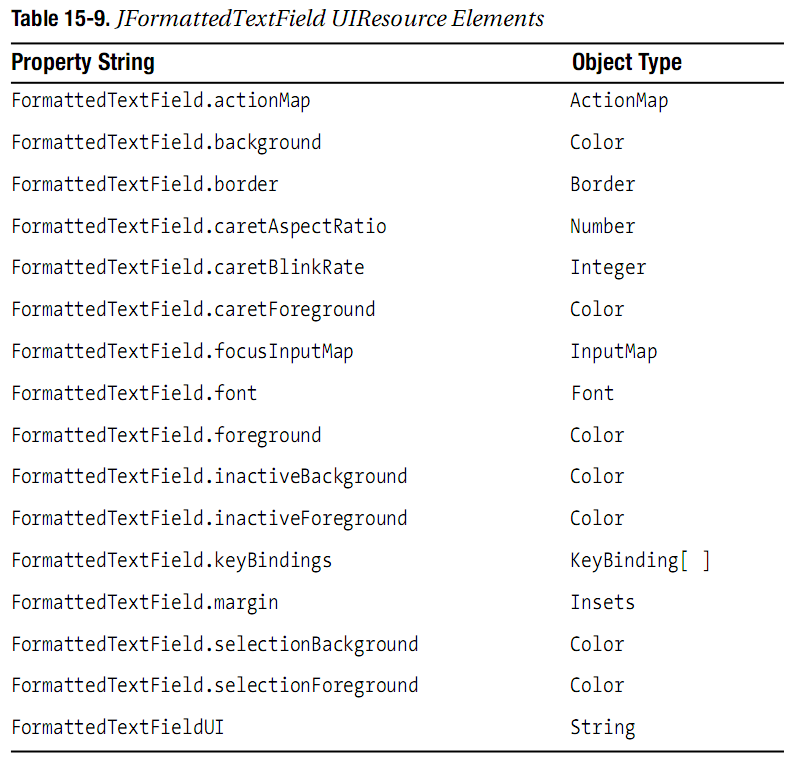 Table 15-9. JFormattedTextField UIResource Elements
Property String Object Type
FormattedTextField.actionMap ActionMap
FormattedTextField.background Color
FormattedTextField.border Border
FormattedTextField.caretAspectRatio Number
FormattedTextField.caretBlinkRate Integer
FormattedTextField.caretForeground Color
FormattedTextField.focusInputMap InputMap
FormattedTextField.font Font
FormattedTextField.foreground Color
FormattedTextField.inactiveBackground Color
FormattedTextField.inactiveForeground Color
FormattedTextField.keyBindings KeyBinding[ ]
FormattedTextField.margin Insets
FormattedTextField.selectionBackground Color
FormattedTextField.selectionForeground Color
FormattedTextFieldUI String